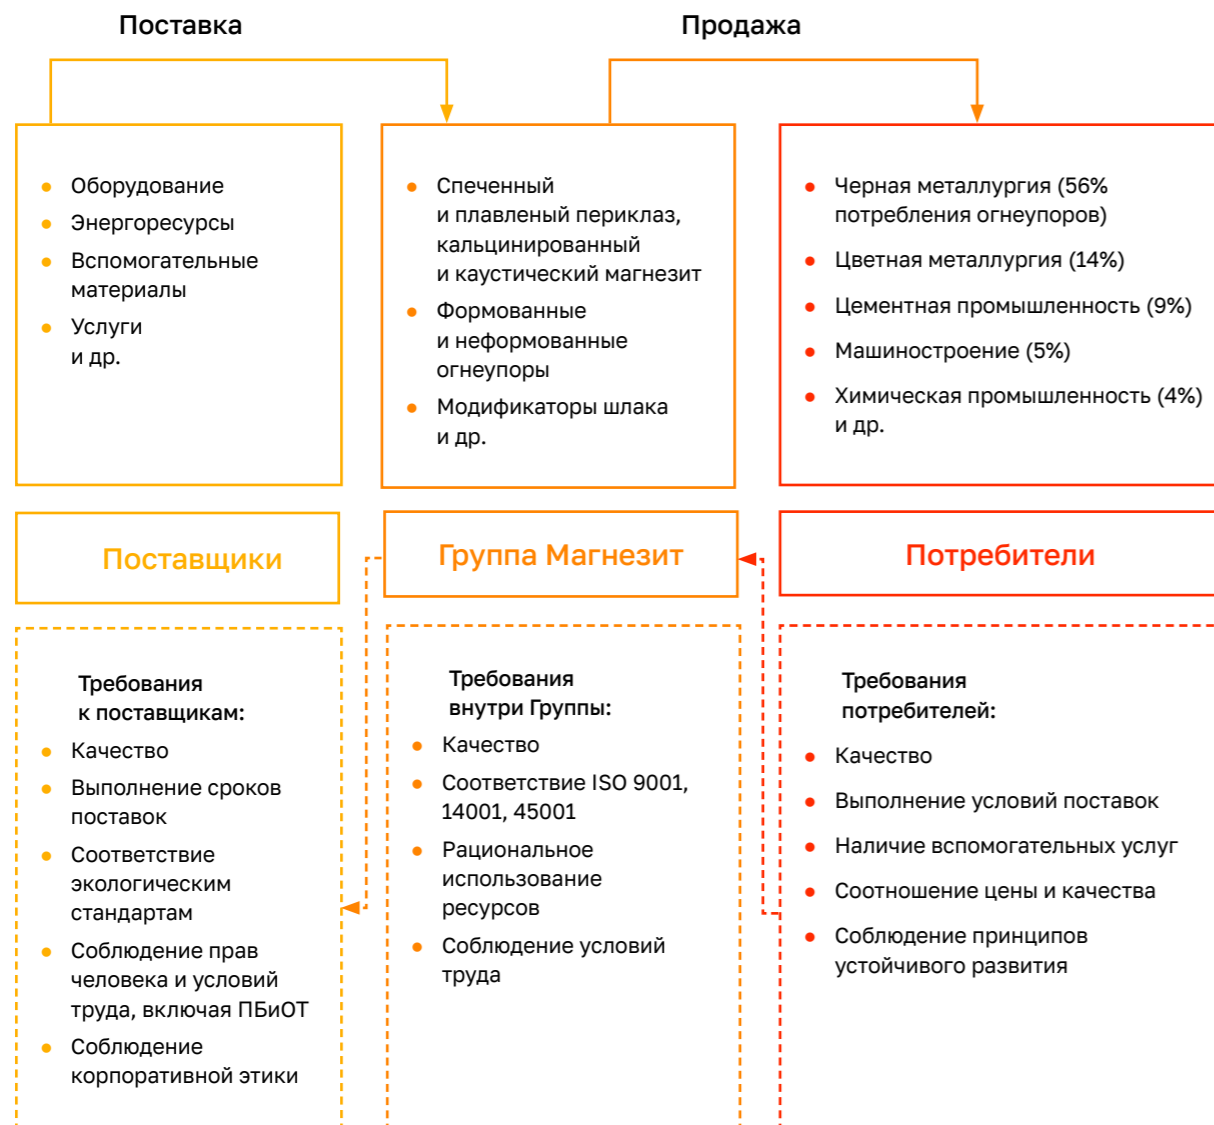 Поставка
Продажа
Оборудование
Энергоресурсы
Вспомогательные
материалы
Услуги
и др.
Спеченный
и плавленый периклаз,
кальцинированный
и каустический магнезит
Формованные
и неформованные
огнеупоры
Модификаторы шлака
и др.
Черная металлургия (56%
потребления огнеупоров)
Цветная металлургия (14%)
Цементная промышленность (9%)
Машиностроение (5%)
Химическая промышленность (4%)
и др.
Поставщики
Группа Магнезит
Потребители
Требования
к поставщикам:
Качество
Выполнение сроков
поставок
Соответствие
экологическим
стандартам
Соблюдение прав
человека и условий
труда, включая ПБиОТ
Соблюдение
корпоративной этики
Требования
внутри Группы:
Качество
Соответствие ISO 9001,
14001, 45001
Рациональное
использование
ресурсов
Соблюдение условий
труда
Требования
потребителей:
Качество
Выполнение условий поставок
Наличие вспомогательных услуг
Соотношение цены и качества
Соблюдение принципов
устойчивого развития